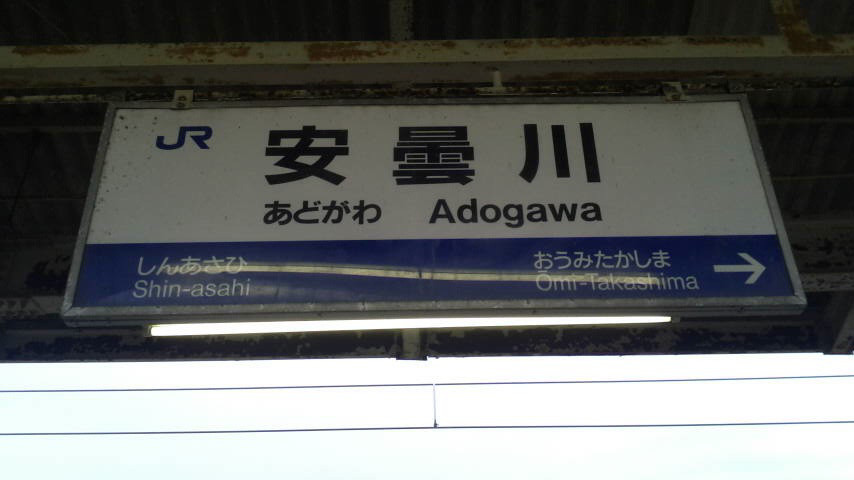 JR
安曇川
あどがわ Adogawa
しんあさひ おうみたかしま →
Shin-asahi Ōmi-Takashima